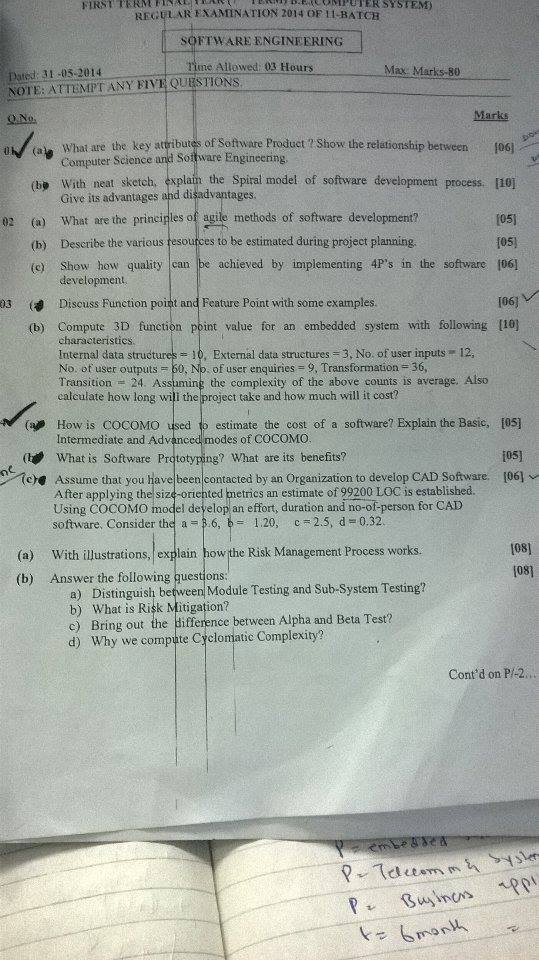 FIRST TERM FINAL YEAR TERM) B.E.(COMPUTER SYSTEM)
REGULAR EXAMINATION 2014 OF 11-BATCH
SOFTWARE ENGINEERING
Dated: 31 -05-2014 Time Allowed: 03 Hours Max: Marks-80
NOTE: ATTEMPT ANY FIVE QUESTIONS.
Q.No. Marks
01 (a) What are the key attributes of Software Product ? Show the relationship between [06]
Computer Science and Software Engineering.
(b) With neat sketch, explain the Spiral model of software development process. [10]
Give its advantages and disadvantages.
02 (a) What are the principles of agile methods of software development? [05]
(b) Describe the various resources to be estimated during project planning. [05]
(c) Show how quality can be achieved by implementing 4P's in the software [06]
development.
03 (a) Discuss Function point and Feature Point with some examples. [06]
(b) Compute 3D function point value for an embedded system with following [10]
characteristics.
Internal data structures = 10, External data structures = 3, No. of user inputs = 12,
No. of user outputs = 60, No. of user enquiries = 9, Transformation = 36,
Transition = 24. Assuming the complexity of the above counts is average. Also
calculate how long will the project take and how much will it cost?
(a) How is COCOMO used to estimate the cost of a software? Explain the Basic, [05]
Intermediate and Advanced modes of COCOMO.
(b) What is Software Prototyping? What are its benefits? [05]
(c) Assume that you have been contacted by an Organization to develop CAD Software. [06]
After applying the size-oriented metrics an estimate of 99200 LOC is established.
Using COCOMO model develop an effort, duration and no-of-person for CAD
software. Consider the a = 3.6, b = 1.20, c = 2.5, d = 0.32.
(a) With illustrations, explain how the Risk Management Process works. [08]
(b) Answer the following questions: [08]
a) Distinguish between Module Testing and Sub-System Testing?
b) What is Risk Mitigation?
c) Bring out the difference between Alpha and Beta Test?
d) Why we compute Cyclomatic Complexity?
Cont'd on P/-2...
P = embedded
P = Telecomm & System
P = Business appl
t = 6 month =